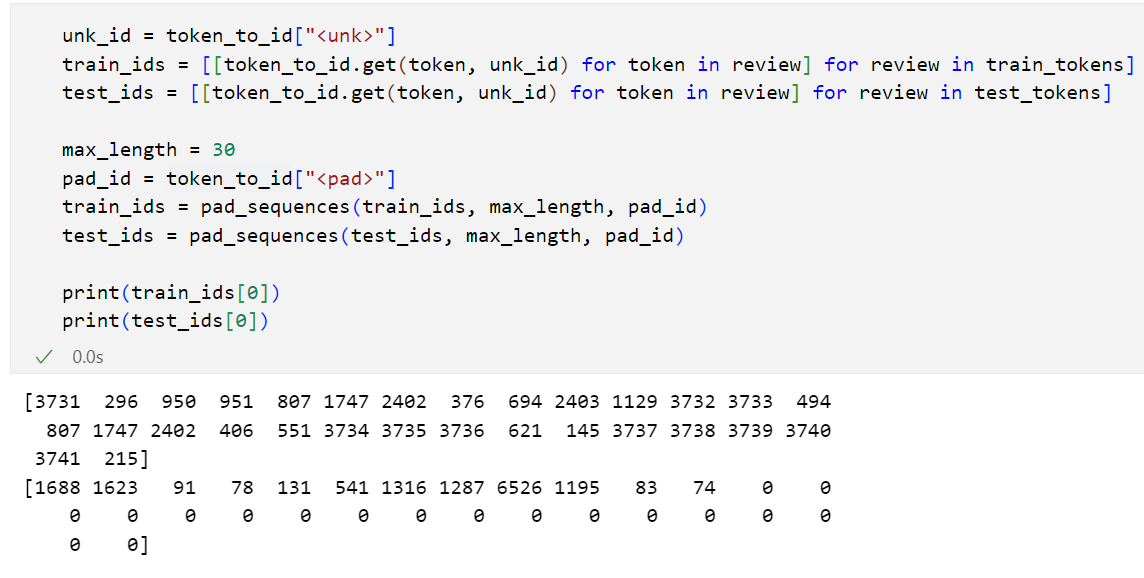 unk_id = token_to_id["<unk>"]
train_ids = [[token_to_id.get(token, unk_id) for token in review] for review in train_tokens]
test_ids = [[token_to_id.get(token, unk_id) for token in review] for review in test_tokens]
max_length = 30
pad_id = token_to_id["<pad>"]
train_ids = pad_sequences(train_ids, max_length, pad_id)
test_ids = pad_sequences(test_ids, max_length, pad_id)
print(train_ids[0])
print(test_ids[0])
0.0s
[3731  296  950  951  807 1747 2402  376  694 2403 1129 3732 3733  494
  807 1747 2402  406  551 3734 3735 3736  621  145 3737 3738 3739 3740
 3741  215]
[1688 1623   91   78  131  541 1316 1287 6526 1195   83   74    0    0
    0    0    0    0    0    0    0    0    0    0    0    0    0    0
    0    0]